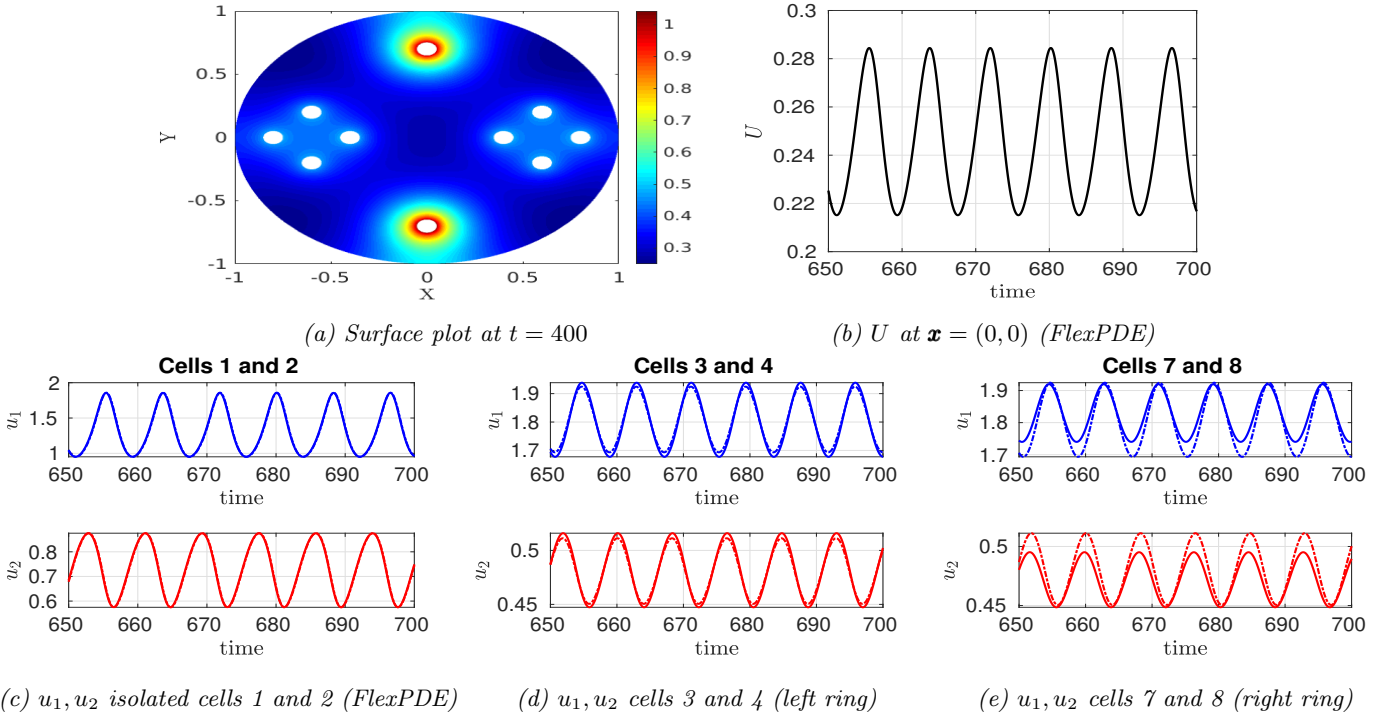 1
0.5
0
-0.5
-1
Y
-1 -0.5 0 0.5 1
X
1
0.9
0.8
0.7
0.6
0.5
0.4
0.3
0.3
0.28
0.26
0.24
0.22
0.2
U
650 660 670 680 690 700
time
(a) Surface plot at t = 400
(b) U at x = (0, 0) (FlexPDE)
Cells 1 and 2
2
1.5
1
u₁
650 660 670 680 690 700
time
0.8
0.7
0.6
u₂
650 660 670 680 690 700
time
Cells 3 and 4
1.9
1.8
1.7
u₁
650 660 670 680 690 700
time
0.5
0.45
u₂
650 660 670 680 690 700
time
Cells 7 and 8
1.9
1.8
1.7
u₁
650 660 670 680 690 700
time
0.5
0.45
u₂
650 660 670 680 690 700
time
(c) u₁, u₂ isolated cells 1 and 2 (FlexPDE)
(d) u₁, u₂ cells 3 and 4 (left ring)
(e) u₁, u₂ cells 7 and 8 (right ring)